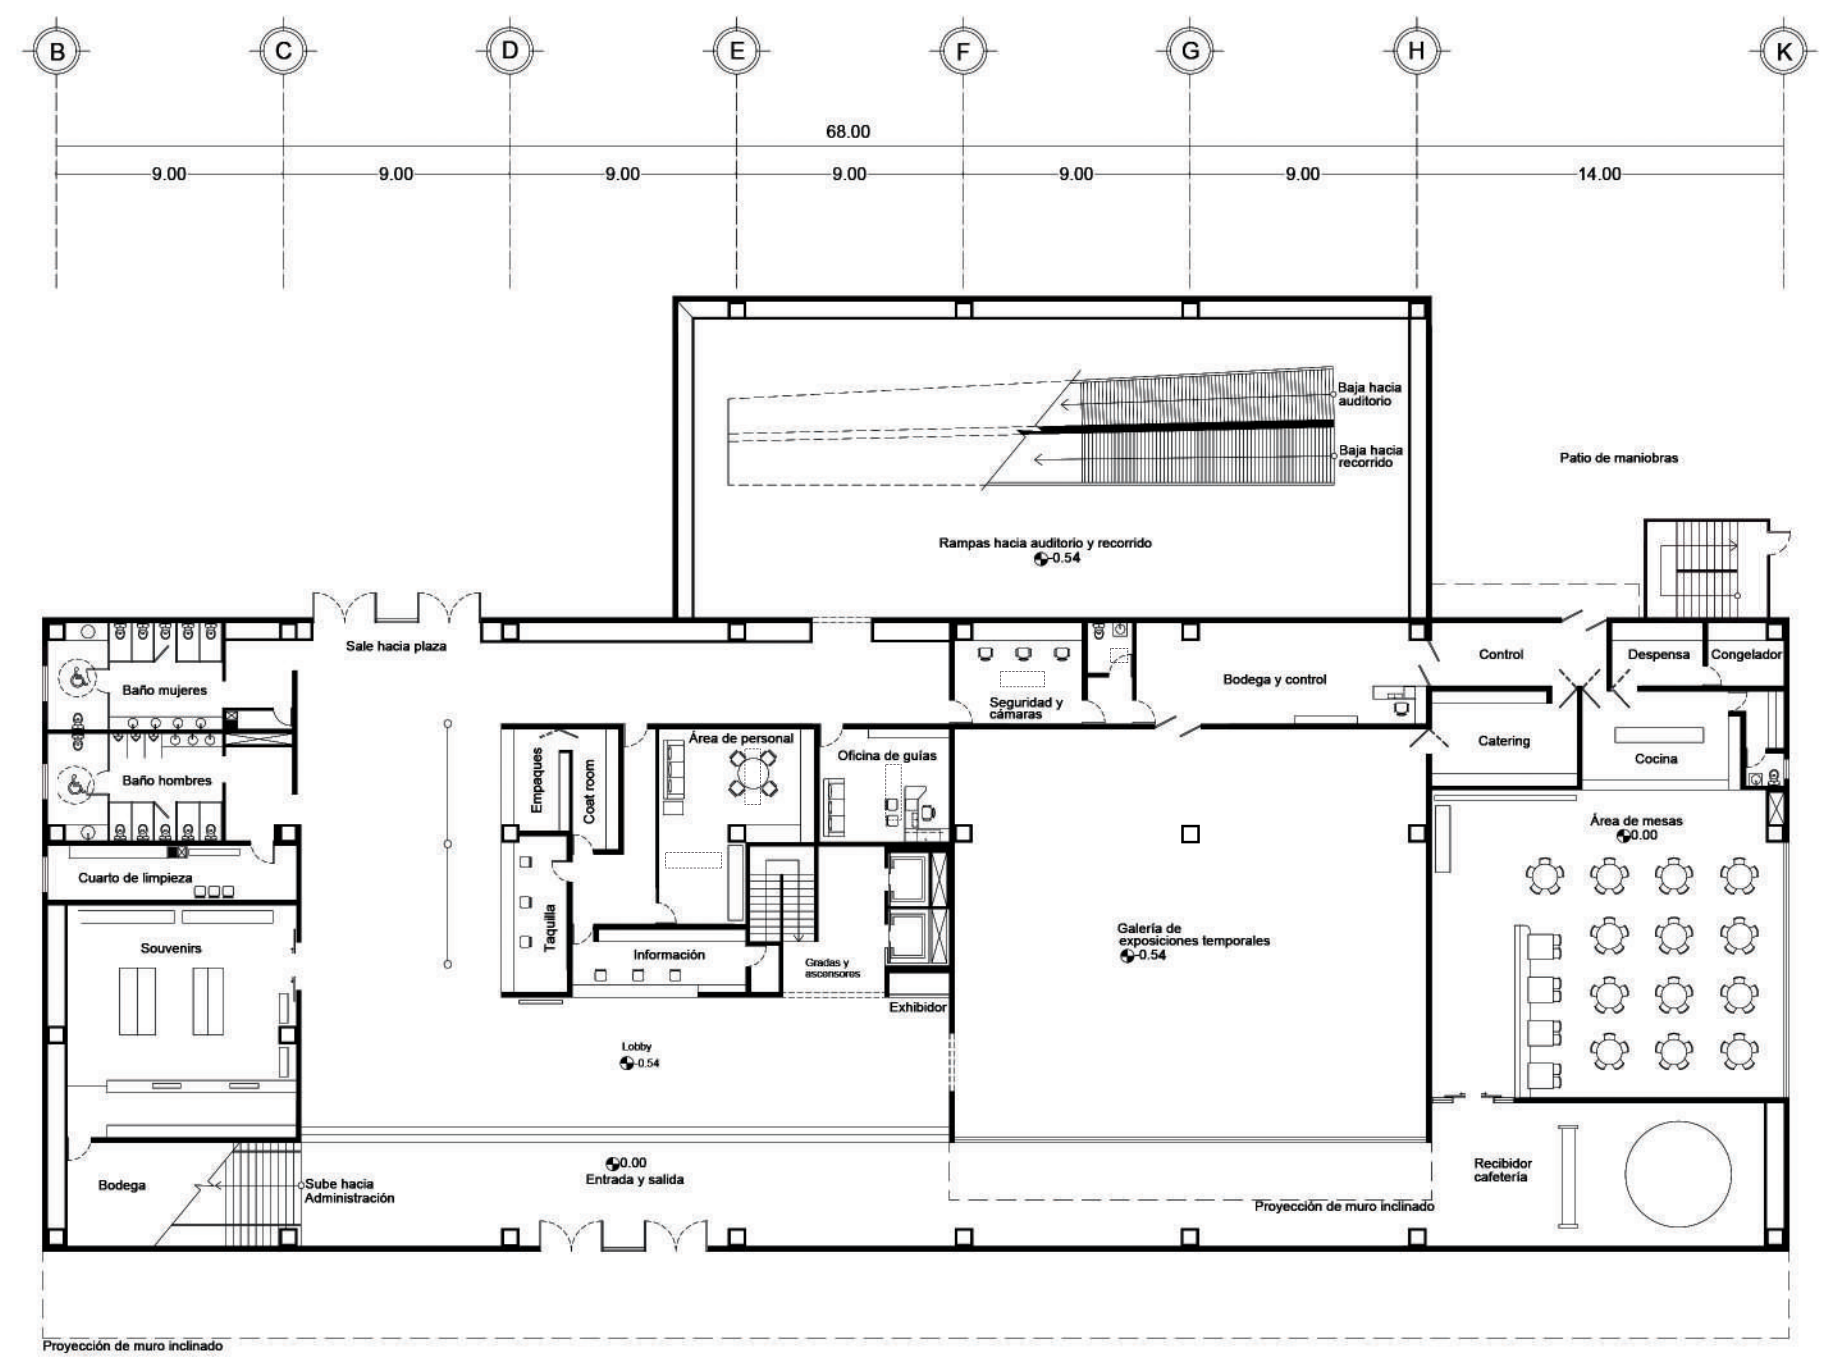 B C D E F G H K
68.00
9.00 9.00 9.00 9.00 9.00 9.00 14.00
Baja hacia
auditorio
Baja hacia
recorrido
Patio de maniobras
Rampas hacia auditorio y recorrido
-0.54
Sale hacia plaza
Baño mujeres
Seguridad y
cámaras
Bodega y control
Control
Despensa
Congelador
Baño hombres
Empaques
Coat room
Área de personal
Oficina de guías
Catering
Cocina
Área de mesas
0.00
Cuarto de limpieza
Taquilla
Souvenirs
Información
Gradas y
ascensores
Exhibidor
Galería de
exposiciones temporales
-0.54
Lobby
-0.54
0.00
Entrada y salida
Bodega
Sube hacia
Administración
Recibidor
cafetería
Proyección de muro inclinado
Proyección de muro inclinado